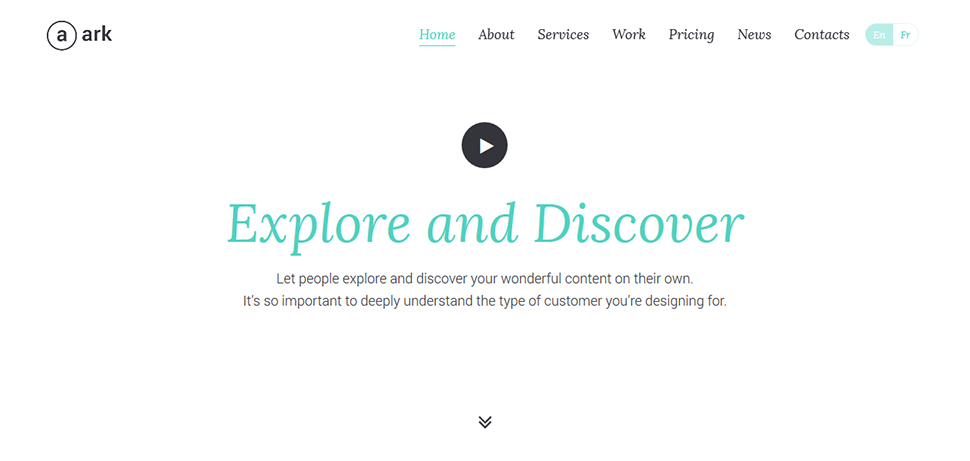 a ark
Home About Services Work Pricing News Contacts En Fr
Explore and Discover
Let people explore and discover your wonderful content on their own.
It's so important to deeply understand the type of customer you're designing for.